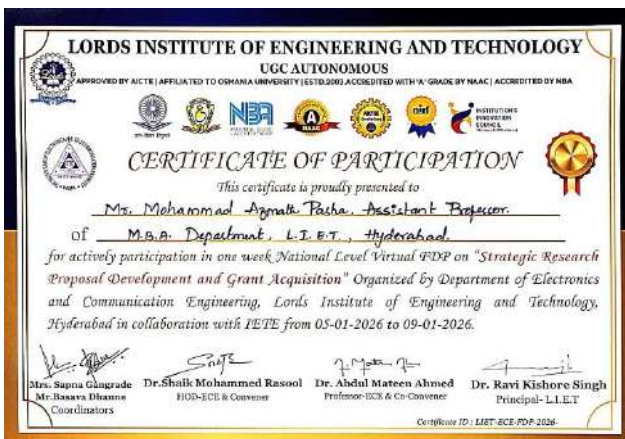 LORDS INSTITUTE OF ENGINEERING AND TECHNOLOGY
UGC AUTONOMOUS
APPROVED BY AICTE | AFFILIATED TO OSMANIA UNIVERSITY | ESTD.2003 ACCREDITED WITH 'A' GRADE BY NAAC | ACCREDITED BY NBA
NBA
NAAC
INSTITUTION'S
INNOVATION
COUNCIL
CERTIFICATE OF PARTICIPATION
This certificate is proudly presented to
Mr. Mohammad Azmath Pasha, Assistant Professor.
of M.B.A. Department, L.I.E.T., Hyderabad.
for actively participation in one week National Level Virtual FDP on "Strategic Research
Proposal Development and Grant Acquisition" Organized by Department of Electronics
and Communication Engineering, Lords Institute of Engineering and Technology,
Hyderabad in collaboration with IETE from 05-01-2026 to 09-01-2026.
Mrs. Sapna Gangrade
Mr.Basava Dhanne
Coordinators
Dr.Shaik Mohammed Rasool
HOD-ECE & Convener
Dr. Abdul Mateen Ahmed
Professor-ECE & Co-Convener
Dr. Ravi Kishore Singh
Principal- L.I.E.T
Certificate ID : LIET-ECE-FDP-2026-